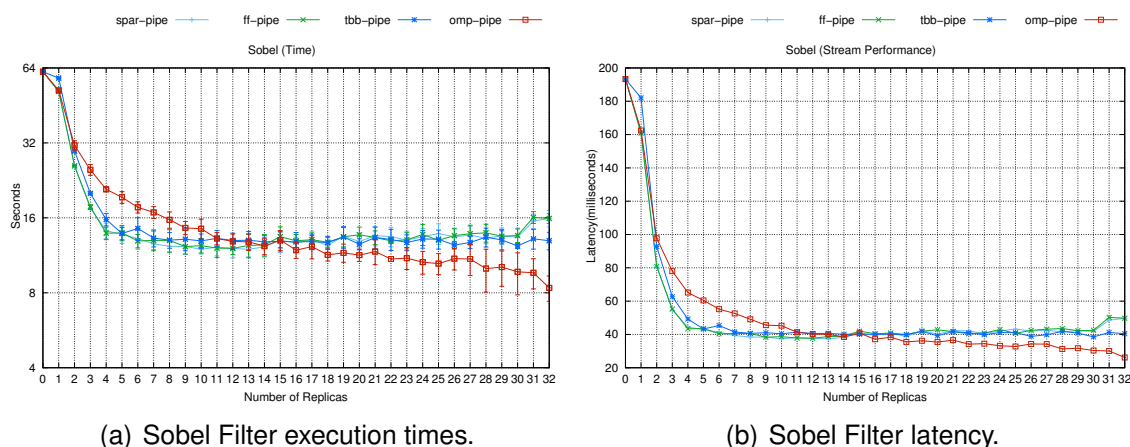 spar-pipe ff-pipe tbb-pipe omp-pipe
Sobel (Time)
Seconds
64
32
16
8
4
0 1 2 3 4 5 6 7 8 9 10 11 12 13 14 15 16 17 18 19 20 21 22 23 24 25 26 27 28 29 30 31 32
Number of Replicas
(a) Sobel Filter execution times.
spar-pipe ff-pipe tbb-pipe omp-pipe
Sobel (Stream Performance)
Latency(milliseconds)
200
180
160
140
120
100
80
60
40
20
0 1 2 3 4 5 6 7 8 9 10 11 12 13 14 15 16 17 18 19 20 21 22 23 24 25 26 27 28 29 30 31 32
Number of Replicas
(b) Sobel Filter latency.